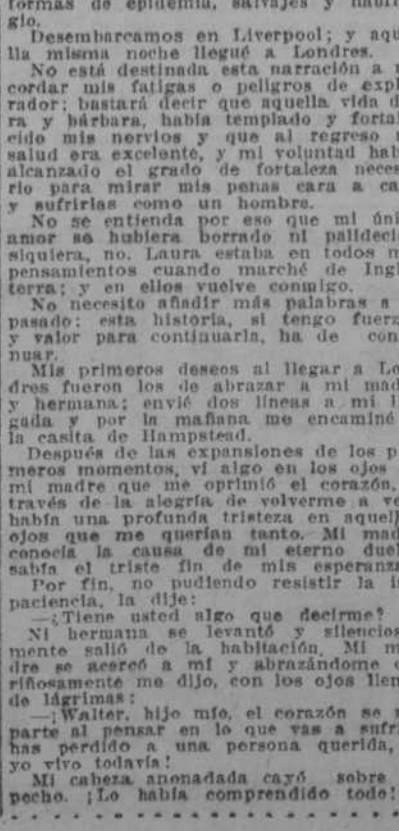 formas de epidemia, salvajes y
gio.
Desembarcamos en Liverpool; y aqu
lla misma noche llegué a Londres.
No está destinada esta narración a
cordar mis fatigas o peligros de expl
rador; bastará decir que aquella vida d
ra y bárbara, había templado y fortal
cido mis nervios y que al regreso
salud era excelente, y mi voluntad hab
alcanzado el grado de fortaleza neces
rio para mirar mis penas cara a ca
y sufrirlas como un hombre.
No se entienda por eso que mi úni
amor se hubiera borrado ni palideci
siquiera, no. Laura estaba en todos m
pensamientos cuando marché de Ingl
terra; y en ellos vuelve conmigo.
No necesito añadir más palabras a
pasado; esta historia, si tengo fuerz
y valor para continuarla, ha de con
nuar.
Mis primeros deseos al llegar a Lo
dres fueron los de abrazar a mi mad
y hermana; envié dos líneas a mi ll
gada y por la mañana me encaminé
la casita de Hampstead.
Después de las expansiones de los p
meros momentos, vi algo en los ojos
mi madre que me oprimió el corazón,
través de la alegría de volverme a ve
había una profunda tristeza en aquell
ojos que me querían tanto. Mi mad
conocía la causa de mi eterno duel
sabía el triste fin de mis esperanza
Por fin, no pudiendo resistir la i
paciencia, la dije:
—¿Tiene usted algo que decirme?
Ni hermana se levantó y silencios
mente salió de la habitación. Mi m
dre se acercó a mí y abrazándome c
riñosamente me dijo, con los ojos llen
de lágrimas:
—¡Walter, hijo mío, el corazón se
parte al pensar en lo que vas a sufri
has perdido a una persona querida,
yo vivo todavía!
Mi cabeza anonadada cayó sobre
pecho. ¡Lo había comprendido todo!
. . . . . . . . . . . . . . . . . . . .